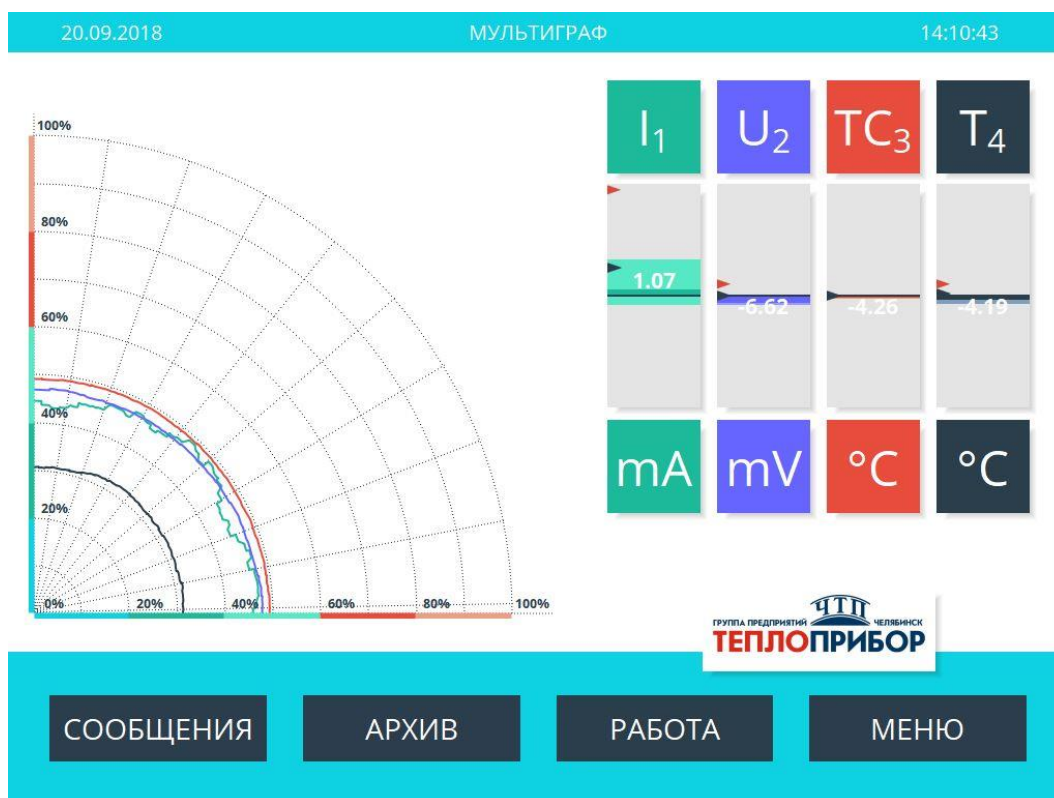 20.09.2018 МУЛЬТИГРАФ 14:10:43
I₁ U₂ TC₃ T₄
100%
80%
60%
40%
20%
0% 20% 40% 60% 80% 100%
1.07 -6.62 -4.26 -4.19
mA mV °C °C
ЧТП
ГРУППА ПРЕДПРИЯТИЙ ЧЕЛЯБИНСК
ТЕПЛОПРИБОР
СООБЩЕНИЯ АРХИВ РАБОТА МЕНЮ